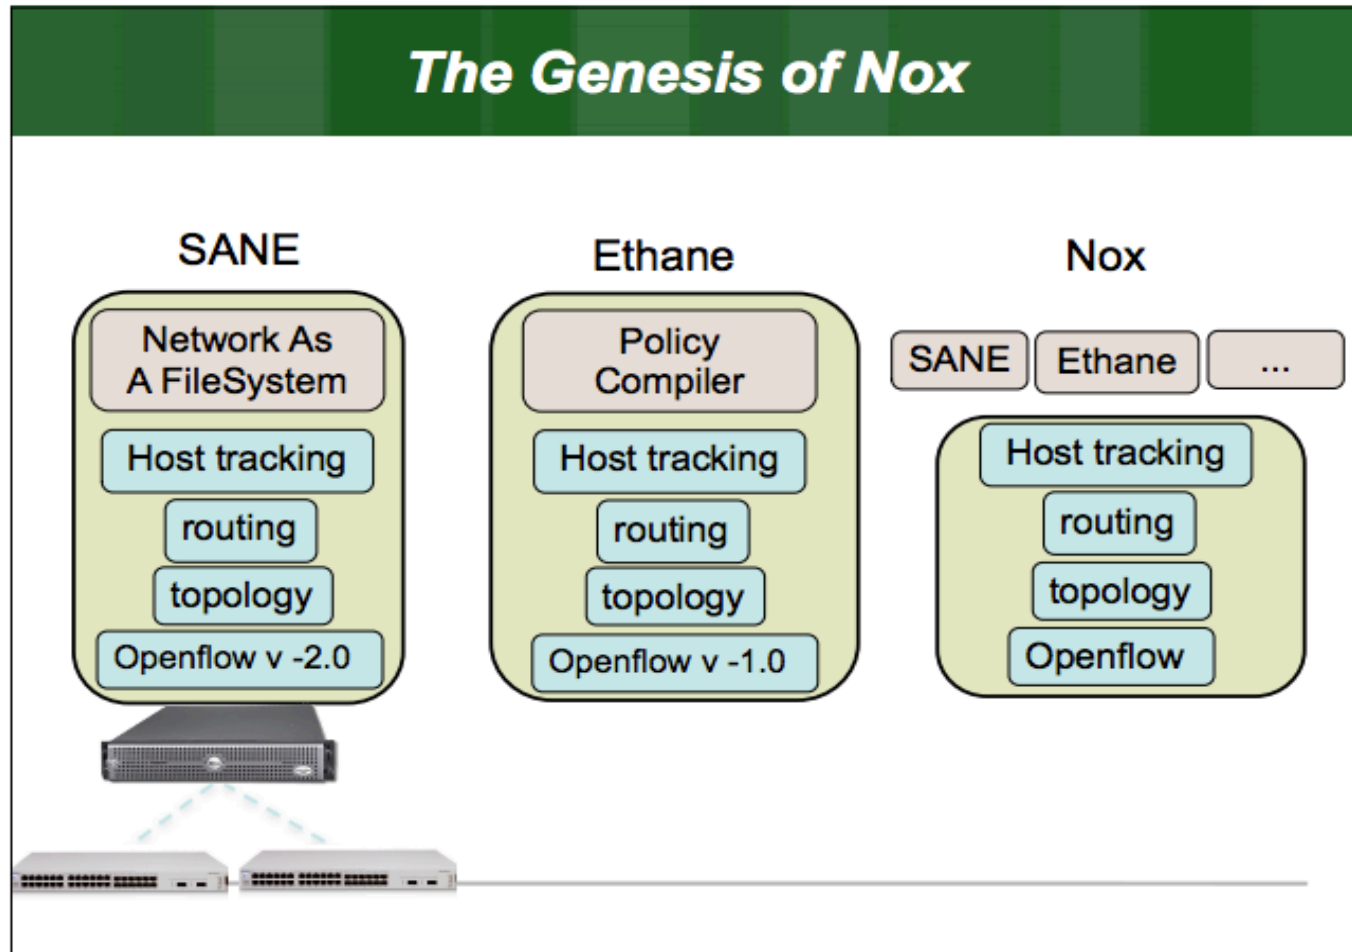 The Genesis of Nox
SANE
Network As
A FileSystem
Host tracking
routing
topology
Openflow v -2.0
Ethane
Policy
Compiler
Host tracking
routing
topology
Openflow v -1.0
Nox
SANE
Ethane
...
Host tracking
routing
topology
Openflow